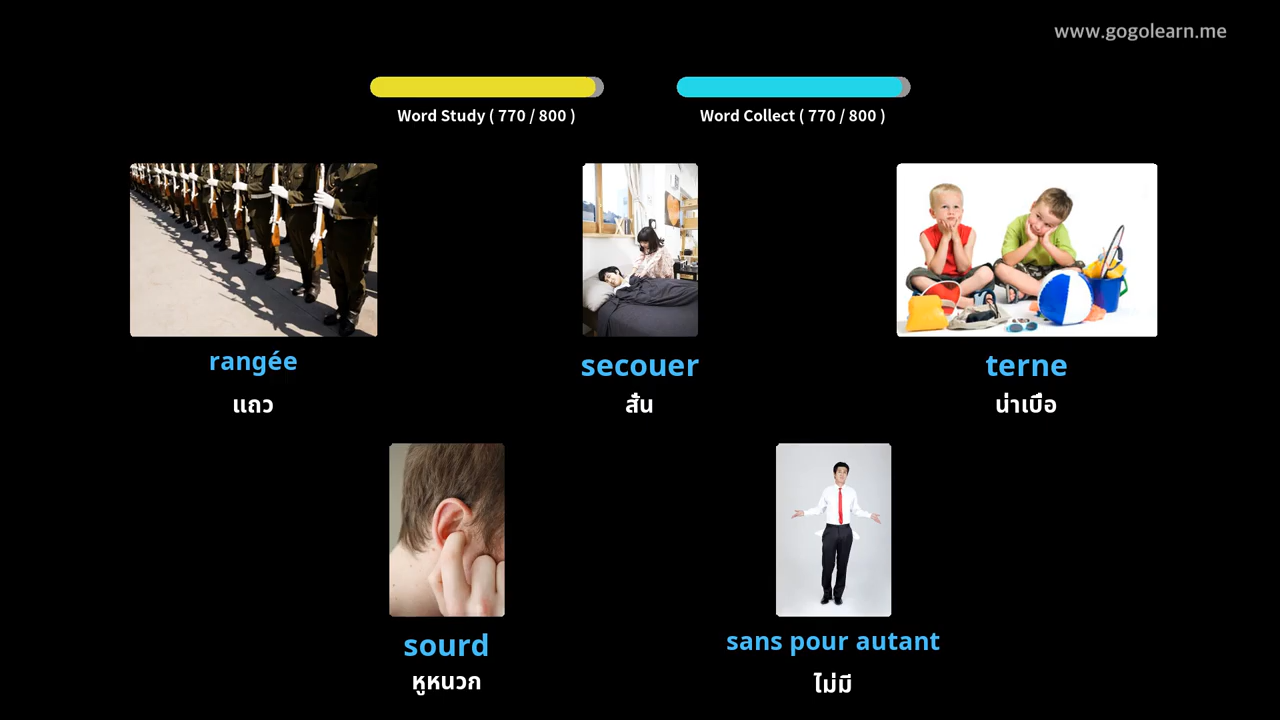 www.gogolearn.me
Word Study ( 770 / 800 )
Word Collect ( 770 / 800 )
rangée
secouer
terne
แถว
สั่น
น่าเบื่อ
sourd
sans pour autant
หูหนวก
ไม่มี